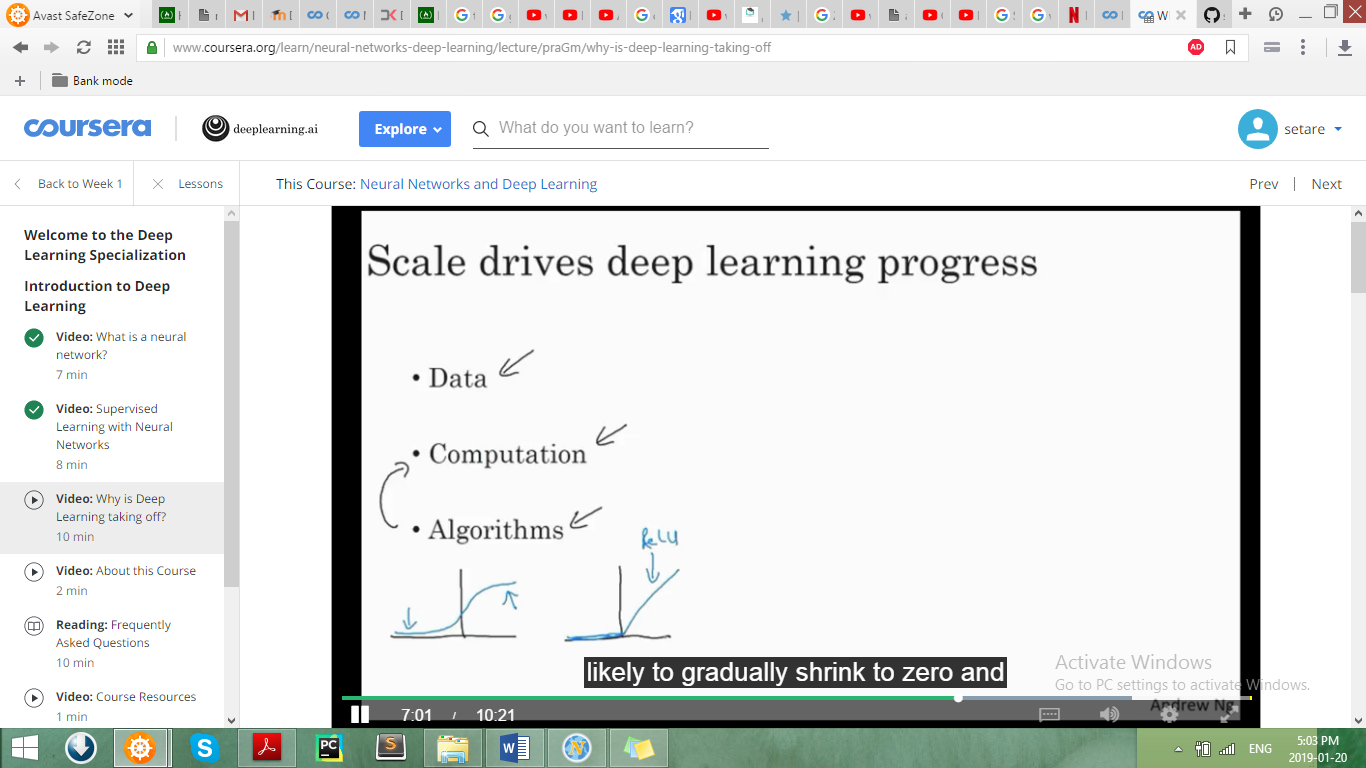 Avast SafeZone
www.coursera.org/learn/neural-networks-deep-learning/lecture/praGm/why-is-deep-learning-taking-off
AD
Bank mode
coursera
deeplearning.ai
Explore
What do you want to learn?
setare
Back to Week 1
Lessons
This Course: Neural Networks and Deep Learning
Prev
Next
Welcome to the Deep
Learning Specialization
Introduction to Deep
Learning
Video: What is a neural
network?
7 min
Video: Supervised
Learning with Neural
Networks
8 min
Video: Why is Deep
Learning taking off?
10 min
Video: About this Course
2 min
Reading: Frequently
Asked Questions
10 min
Video: Course Resources
1 min
Scale drives deep learning progress
• Data
• Computation
• Algorithms
ReLU
likely to gradually shrink to zero and
Activate Windows
Go to PC settings to activate Windows.
Andrew Ng
7:01 / 10:21
ENG
5:03 PM
2019-01-20